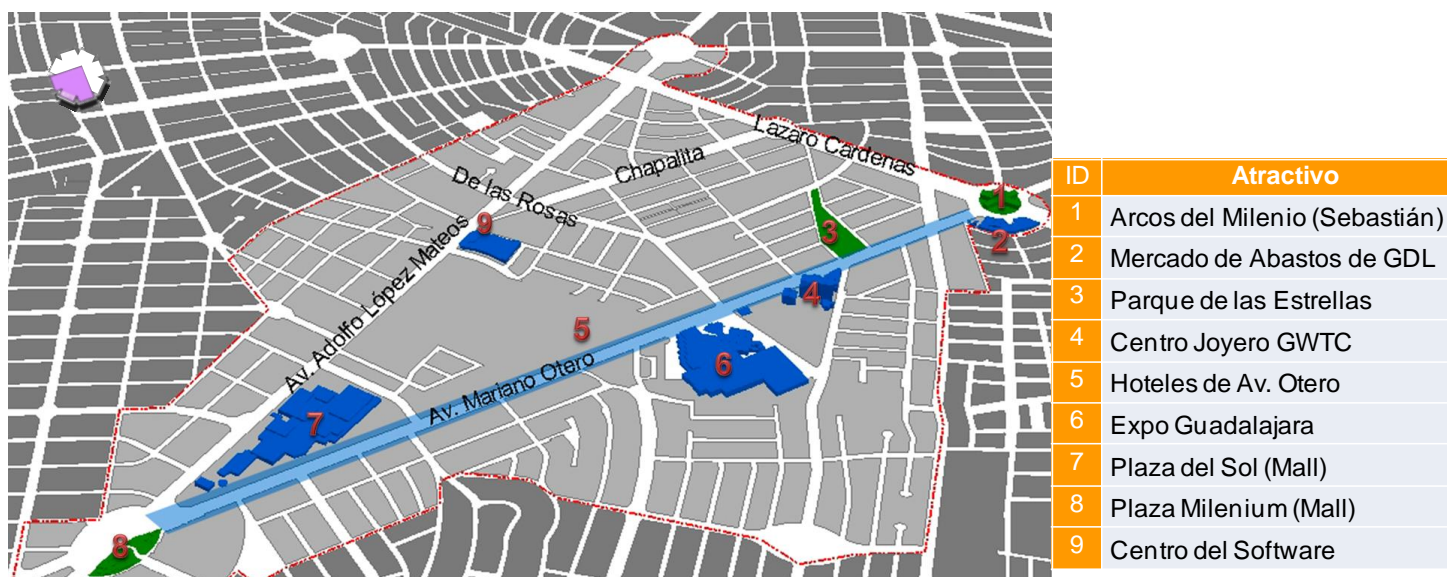 Lazaro Cardenas
Chapalita
De las Rosas
Av. Adolfo López Mateos
Av. Mariano Otero
1
2
3
4
5
6
7
8
9
ID Atractivo
1 Arcos del Milenio (Sebastián)
2 Mercado de Abastos de GDL
3 Parque de las Estrellas
4 Centro Joyero GWTC
5 Hoteles de Av. Otero
6 Expo Guadalajara
7 Plaza del Sol (Mall)
8 Plaza Milenium (Mall)
9 Centro del Software